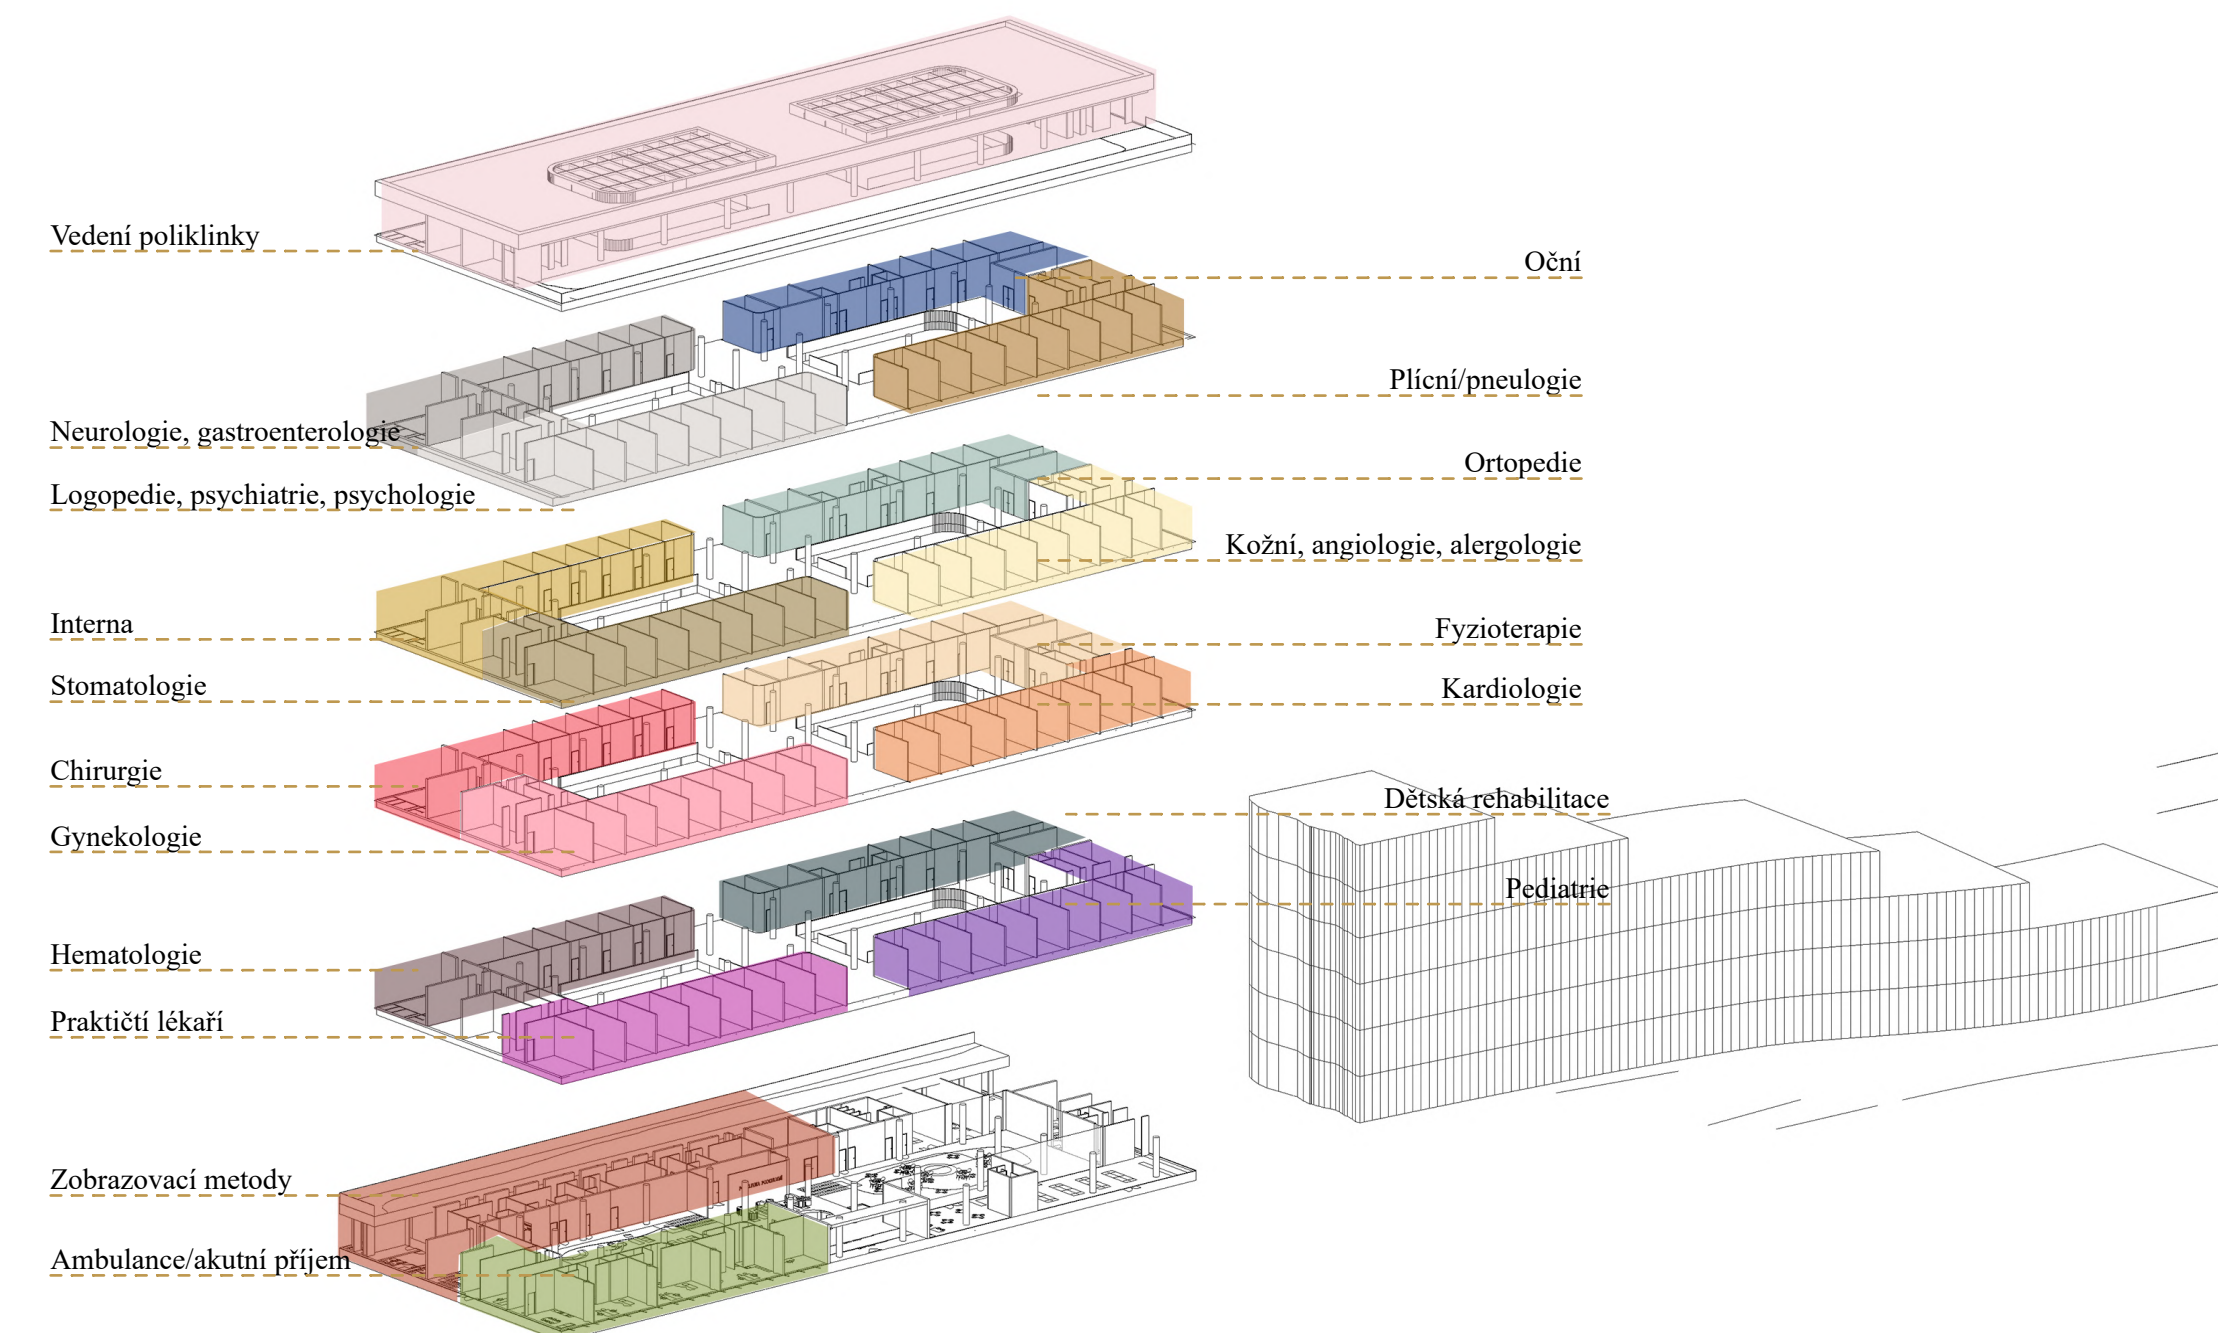 Vedení poliklinky
Oční
Plícní/pneulogie
Neurologie, gastroenterologie
Ortopedie
Logopedie, psychiatrie, psychologie
Kožní, angiologie, alergologie
Interna
Fyzioterapie
Stomatologie
Kardiologie
Chirurgie
Dětská rehabilitace
Gynekologie
Pediatrie
Hematologie
Praktičtí lékaří
Zobrazovací metody
Ambulance/akutní příjem